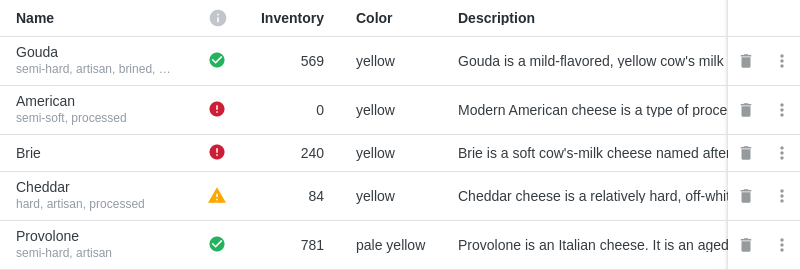 Name Inventory Color Description
Gouda
semi-hard, artisan, brined, …
569 yellow Gouda is a mild-flavored, yellow cow's milk
American
semi-soft, processed
0 yellow Modern American cheese is a type of proce
Brie 240 yellow Brie is a soft cow's-milk cheese named after
Cheddar
hard, artisan, processed
84 yellow Cheddar cheese is a relatively hard, off-whit
Provolone
semi-hard, artisan
781 pale yellow Provolone is an Italian cheese. It is an aged